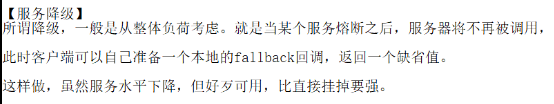 【服务降级】
所谓降级，一般是从整体负荷考虑。就是当某个服务熔断之后，服务器将不再被调用，
此时客户端可以自己准备一个本地的fallback回调，返回一个缺省值。
这样做，虽然服务水平下降，但好歹可用，比直接挂掉要强。